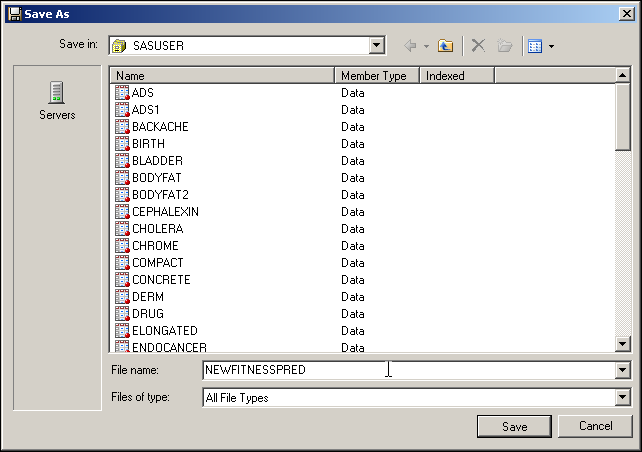 Save As
Save in: SASUSER
Servers
Name Member Type Indexed
ADS Data
ADS1 Data
BACKACHE Data
BIRTH Data
BLADDER Data
BODYFAT Data
BODYFAT2 Data
CEPHALEXIN Data
CHOLERA Data
CHROME Data
COMPACT Data
CONCRETE Data
DERM Data
DRUG Data
ELONGATED Data
ENDOCANCER Data
File name: NEWFITNESSPRED
Files of type: All File Types
Save Cancel